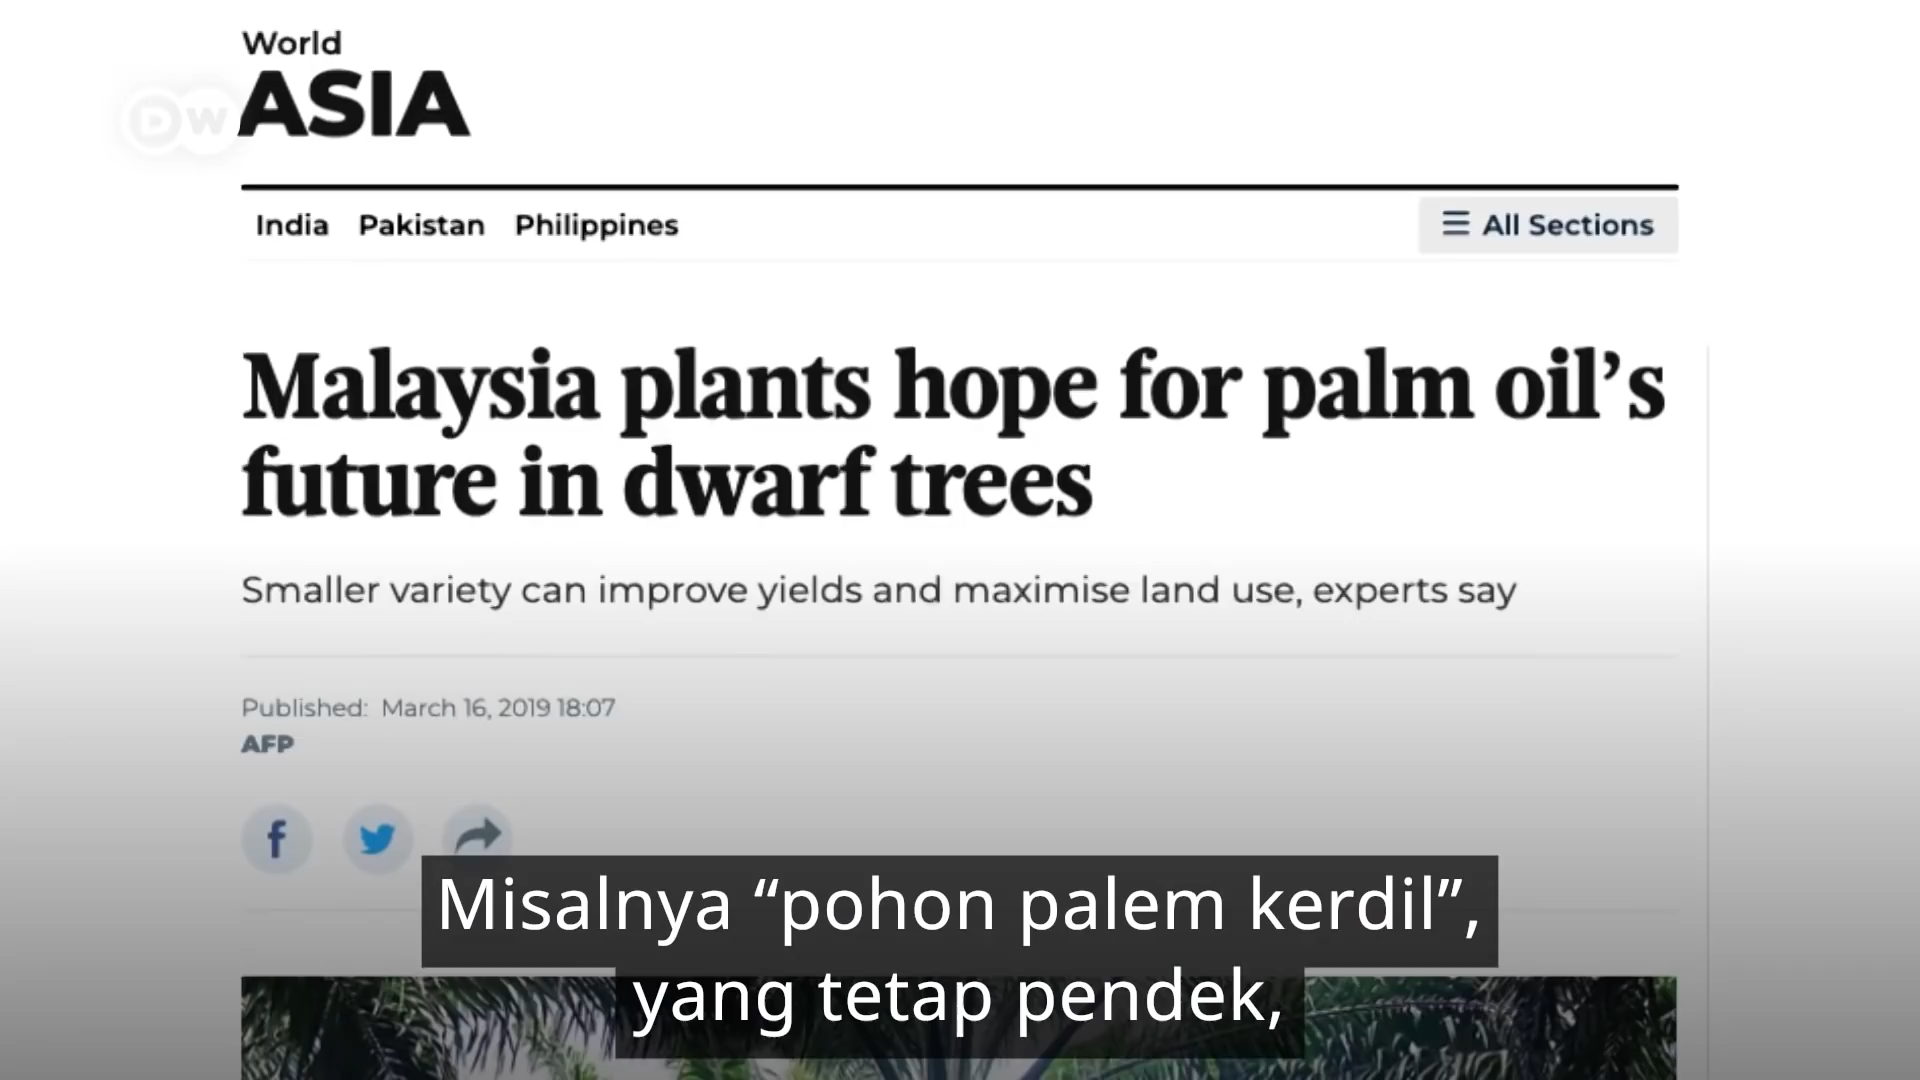 World
DW ASIA
India Pakistan Philippines All Sections
Malaysia plants hope for palm oil’s
future in dwarf trees
Smaller variety can improve yields and maximise land use, experts say
Published: March 16, 2019 18:07
AFP
Misalnya “pohon palem kerdil”,
yang tetap pendek,